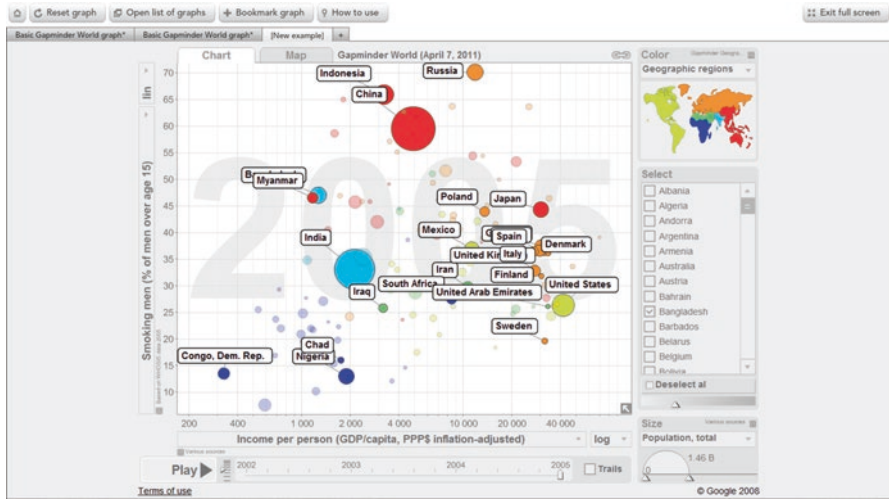 Reset graph
Open list of graphs
Bookmark graph
How to use
Exit full screen
Basic Gapminder World graph*
Basic Gapminder World graph*
[New example]
+
Chart
Map
Gapminder World (April 7, 2011)
Color
Geographic regions
lin
Smoking men (% of men over age 15)
70
65
60
55
50
45
40
35
30
25
20
15
10
2005
Indonesia
Russia
China
Myanmar
Poland
Japan
Mexico
Spain
Denmark
India
United
Italy
Iran
Finland
Iraq
South Africa
United Arab Emirates
United States
Sweden
Chad
Congo, Dem. Rep.
Nigeria
200
400
1 000
2 000
4 000
10 000
20 000
40 000
Income per person (GDP/capita, PPP$ inflation-adjusted)
log
Select
Albania
Algeria
Andorra
Argentina
Armenia
Australia
Austria
Bahrain
Bangladesh
Barbados
Belarus
Belgium
Bolivia
Deselect al
Size
Various sources
Population, total
1.46 B
0
Various sources
Play
2002
2003
2004
2005
Trails
Terms of use